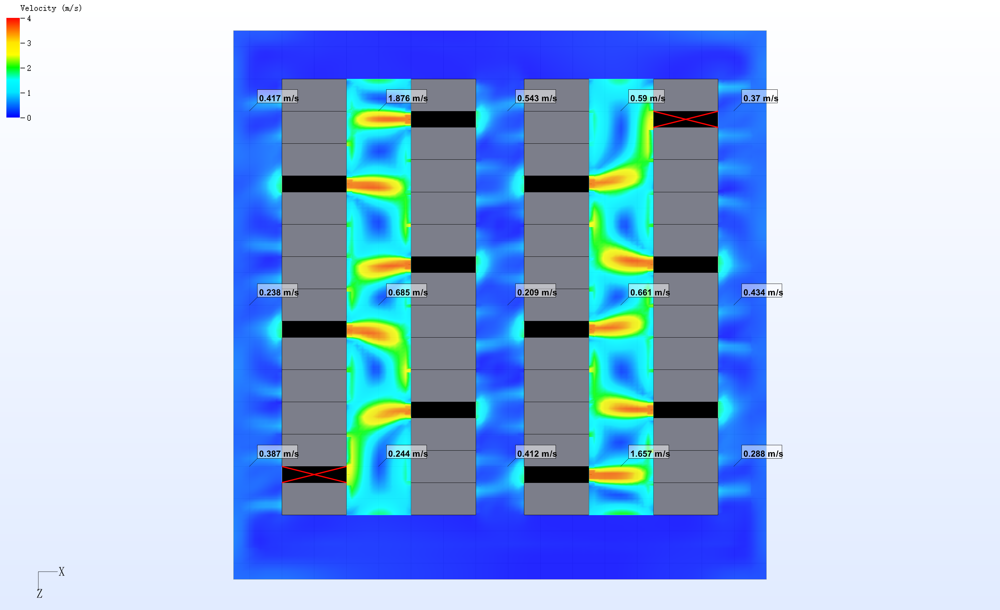 Velocity (m/s)
4
3
2
1
0
0.417 m/s
1.876 m/s
0.543 m/s
0.59 m/s
0.37 m/s
0.238 m/s
0.685 m/s
0.209 m/s
0.661 m/s
0.434 m/s
0.387 m/s
0.244 m/s
0.412 m/s
1.657 m/s
0.288 m/s
X
Z